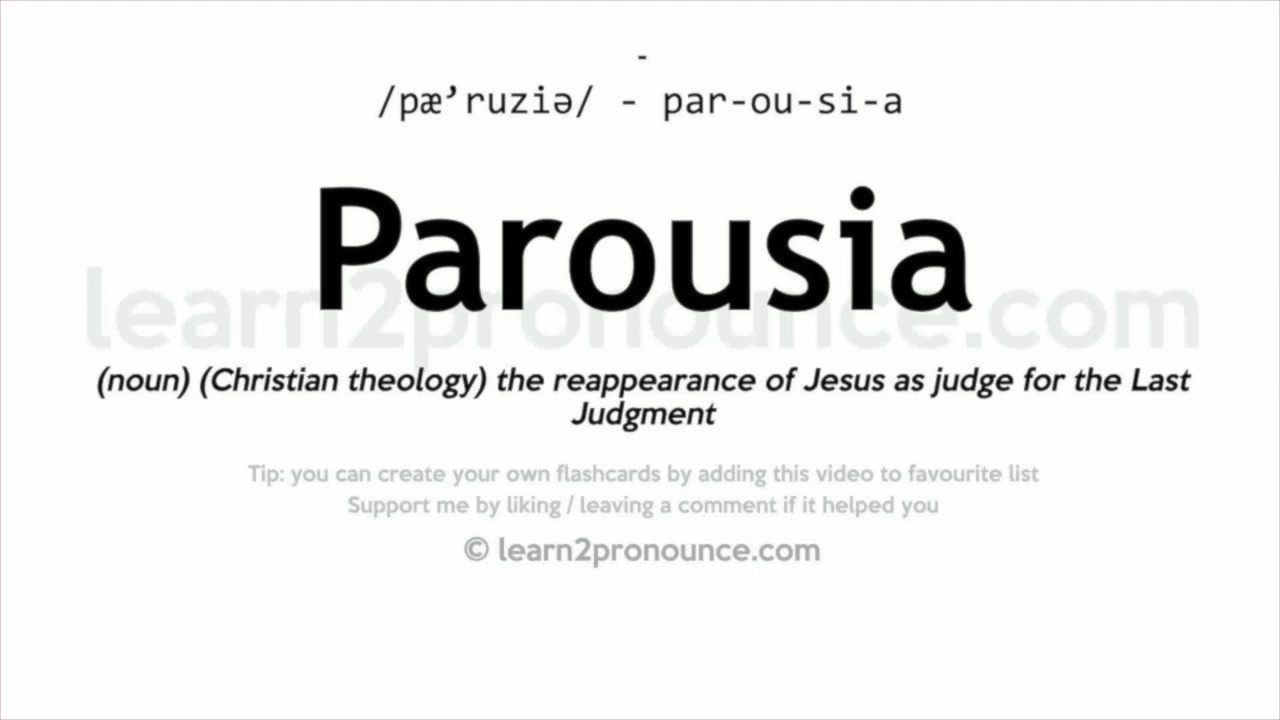 -
/pæ’ruziə/ - par-ou-si-a
Parousia
learn2pronounce.com
(noun) (Christian theology) the reappearance of Jesus as judge for the Last
Judgment
Tip: you can create your own flashcards by adding this video to favourite list
Support me by liking / leaving a comment if it helped you
© learn2pronounce.com